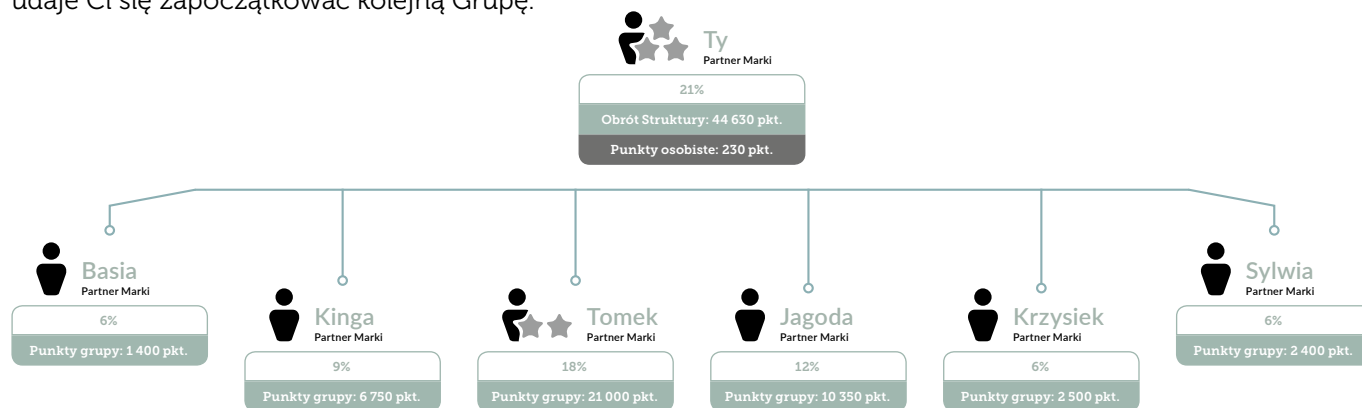 udaje Ci się zapoczątkować kolejną Grupę.
Ty
Partner Marki
21%
Obrót Struktury: 44 630 pkt.
Punkty osobiste: 230 pkt.
Basia
Partner Marki
6%
Punkty grupy: 1 400 pkt.
Kinga
Partner Marki
9%
Punkty grupy: 6 750 pkt.
Tomek
Partner Marki
18%
Punkty grupy: 21 000 pkt.
Jagoda
Partner Marki
12%
Punkty grupy: 10 350 pkt.
Krzysiek
Partner Marki
6%
Punkty grupy: 2 500 pkt.
Sylwia
Partner Marki
6%
Punkty grupy: 2 400 pkt.